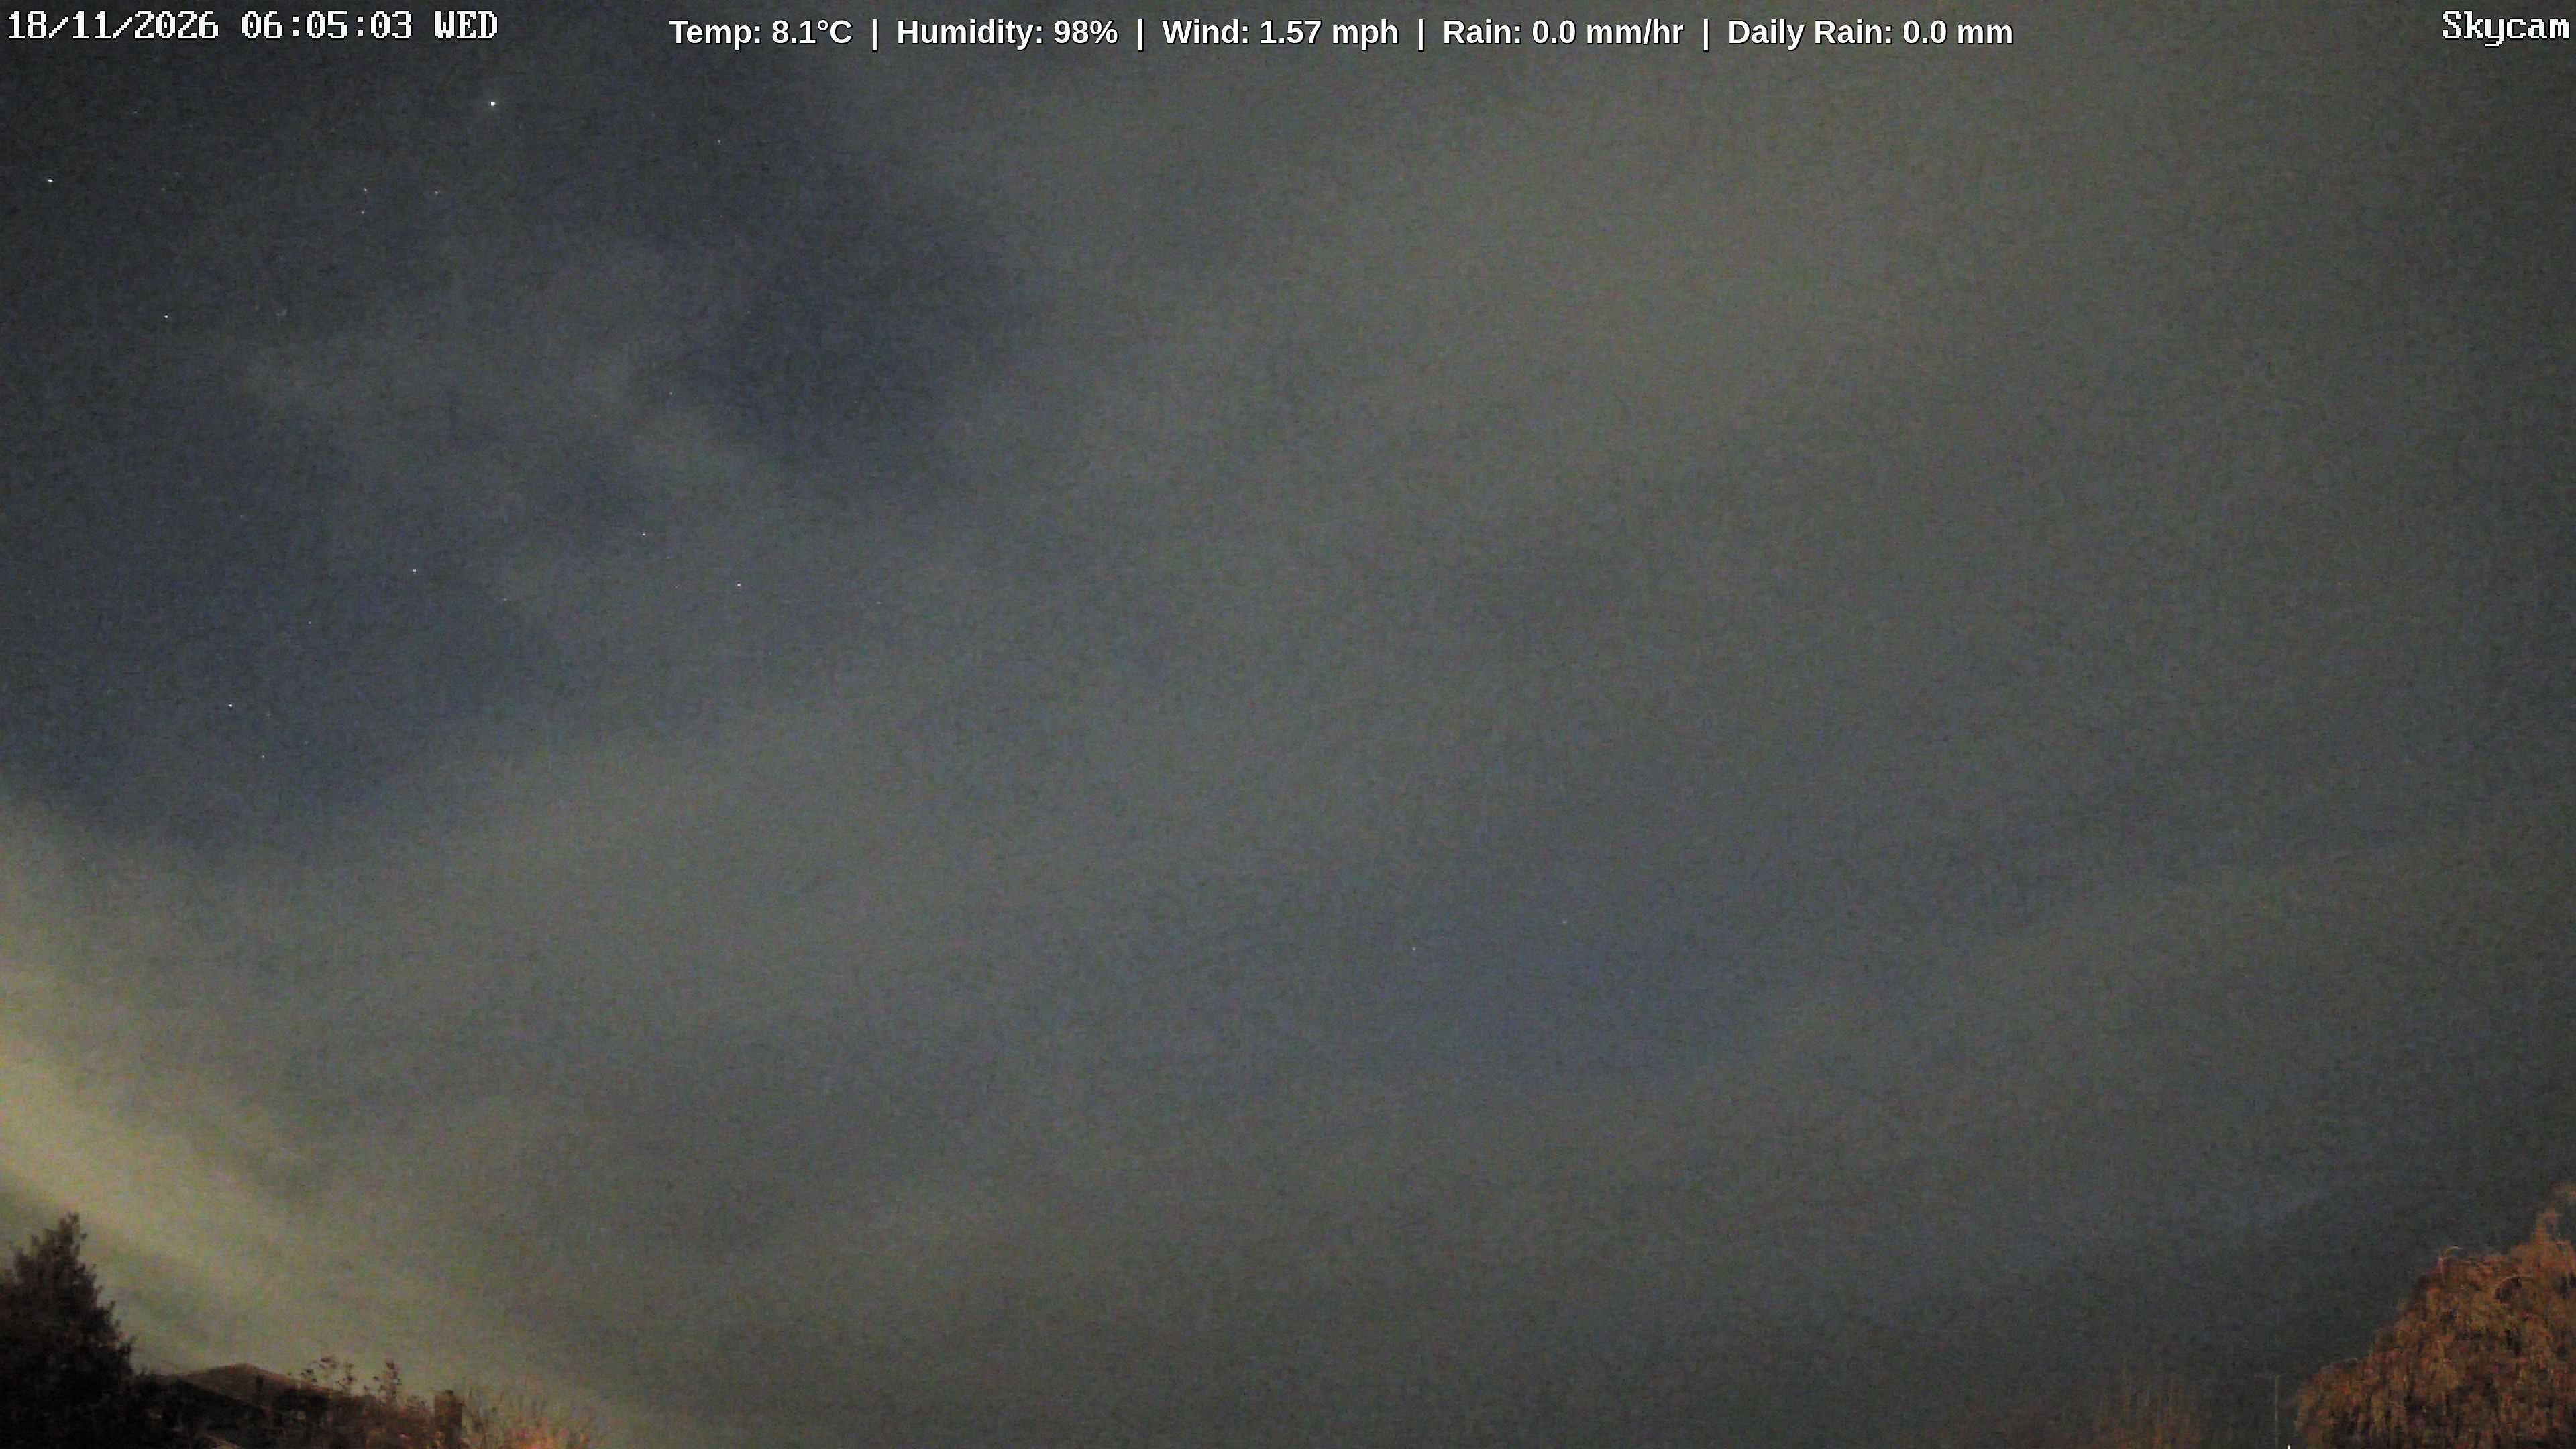 18/11/2026 06:05:03 WED
Temp: 8.1°C | Humidity: 98% | Wind: 1.57 mph | Rain: 0.0 mm/hr | Daily Rain: 0.0 mm
Skycam